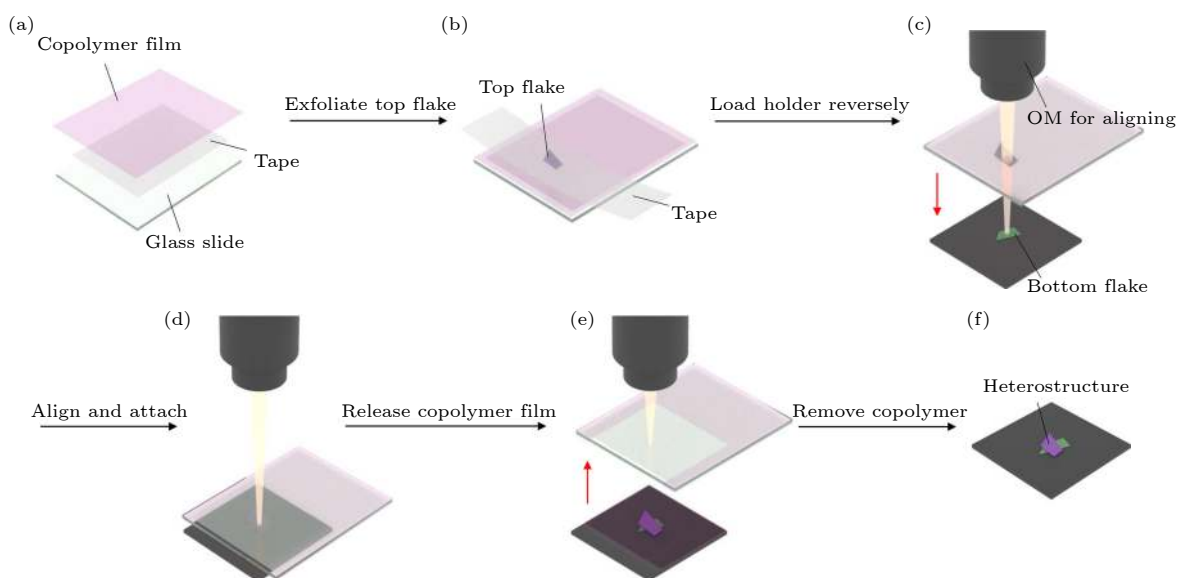 (a)
Copolymer film
Tape
Glass slide
Exfoliate top flake
(b)
Top flake
Tape
Load holder reversely
(c)
OM for aligning
Bottom flake
Align and attach
(d)
Release copolymer film
(e)
Remove copolymer
(f)
Heterostructure